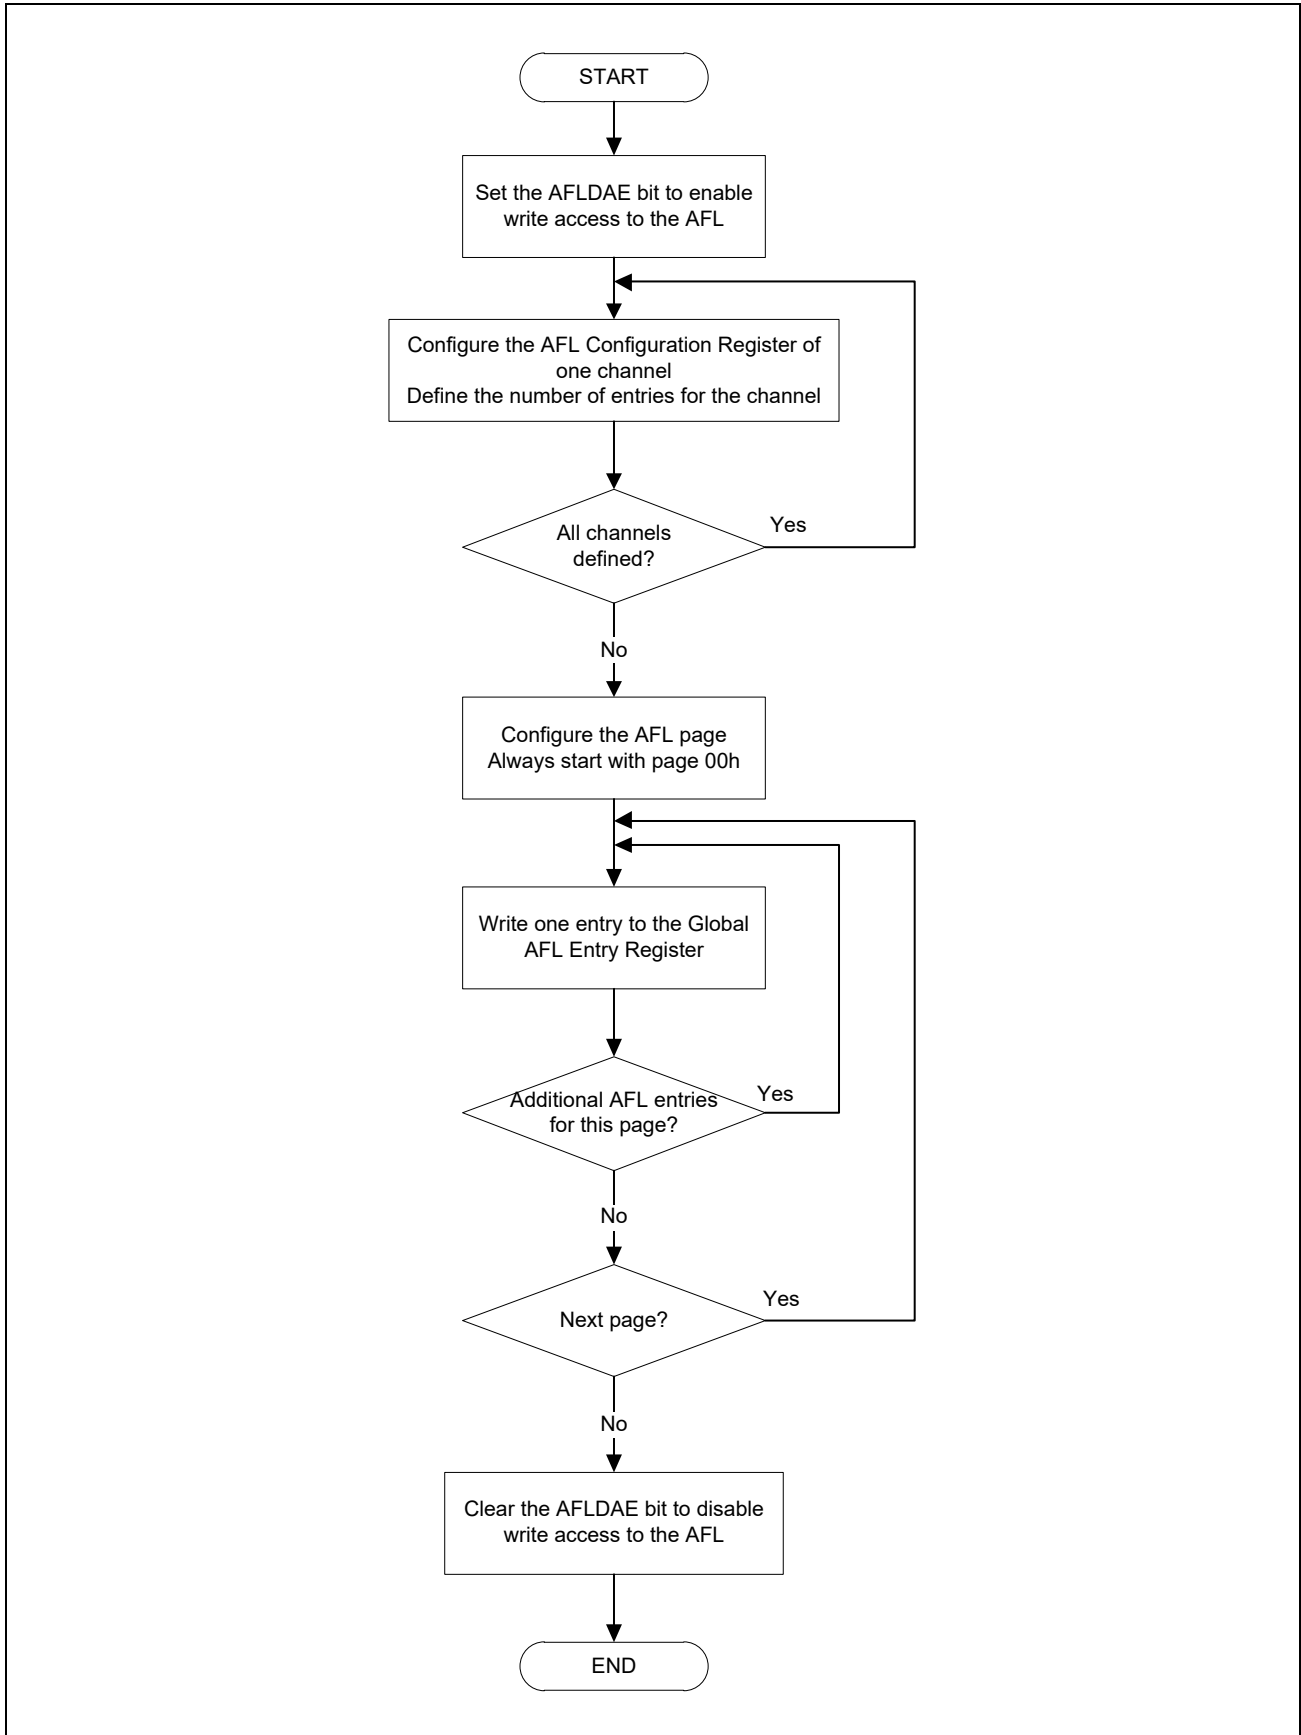 START
Set the AFLDAE bit to enable
write access to the AFL
Configure the AFL Configuration Register of
one channel
Define the number of entries for the channel
All channels
defined?
Yes
No
Configure the AFL page
Always start with page 00h
Write one entry to the Global
AFL Entry Register
Additional AFL entries
for this page?
Yes
No
Next page?
Yes
No
Clear the AFLDAE bit to disable
write access to the AFL
END